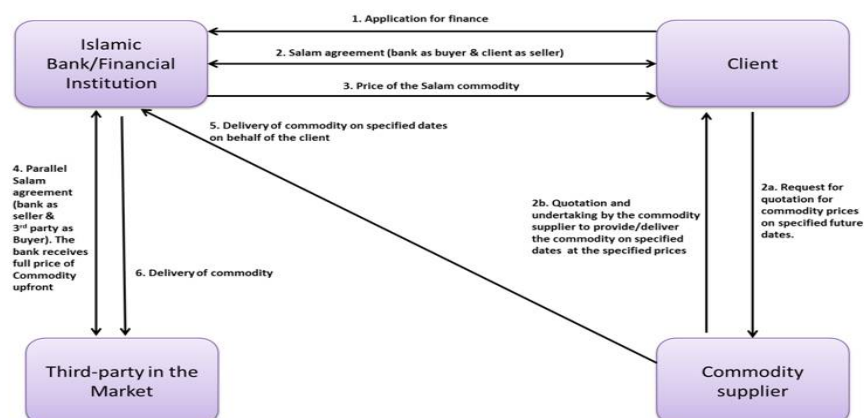 1. Application for finance
Islamic
Bank/Financial
Institution
2. Salam agreement (bank as buyer & client as seller)
Client
3. Price of the Salam commodity
5. Delivery of commodity on specified dates
on behalf of the client
4. Parallel
Salam
agreement
(bank as
seller &
3rd party as
Buyer). The
bank receives
full price of
Commodity
upfront
6. Delivery of commodity
2b. Quotation and
undertaking by the commodity
supplier to provide/deliver
the commodity on specified
dates at the specified prices
2a. Request for
quotation for
commodity prices
on specified future
dates.
Third-party in the
Market
Commodity
supplier